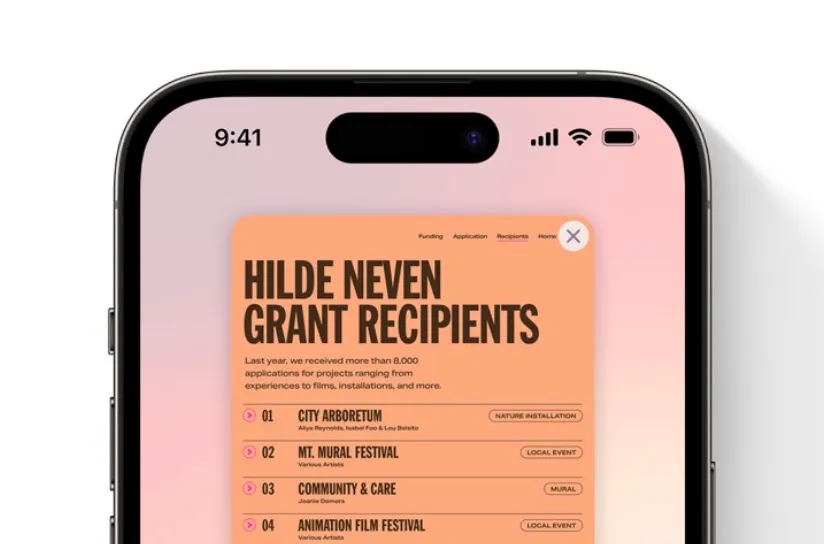 9:41
Funding Application Recipients Home
HILDE NEVEN
GRANT RECIPIENTS
Last year, we received more than 8,000
applications for projects ranging from
experiences to films, installations, and more.
01 CITY ARBORETUM NATURE INSTALLATION
Aliya Reynolds, Isabel Foo & Lou Belsito
02 MT. MURAL FESTIVAL LOCAL EVENT
Various Artists
03 COMMUNITY & CARE MURAL
Joanie Demers
04 ANIMATION FILM FESTIVAL LOCAL EVENT
Various Artists